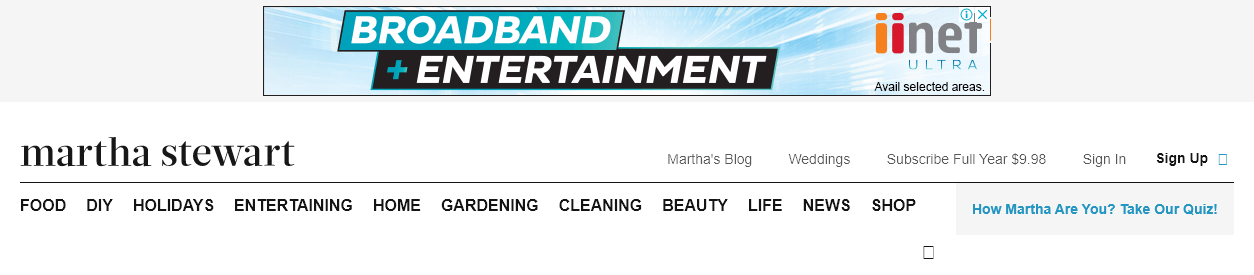 BROADBAND
+ ENTERTAINMENT
iinet
ULTRA
Avail selected areas.
martha stewart
Martha's Blog Weddings Subscribe Full Year $9.98 Sign In Sign Up
FOOD DIY HOLIDAYS ENTERTAINING HOME GARDENING CLEANING BEAUTY LIFE NEWS SHOP
How Martha Are You? Take Our Quiz!